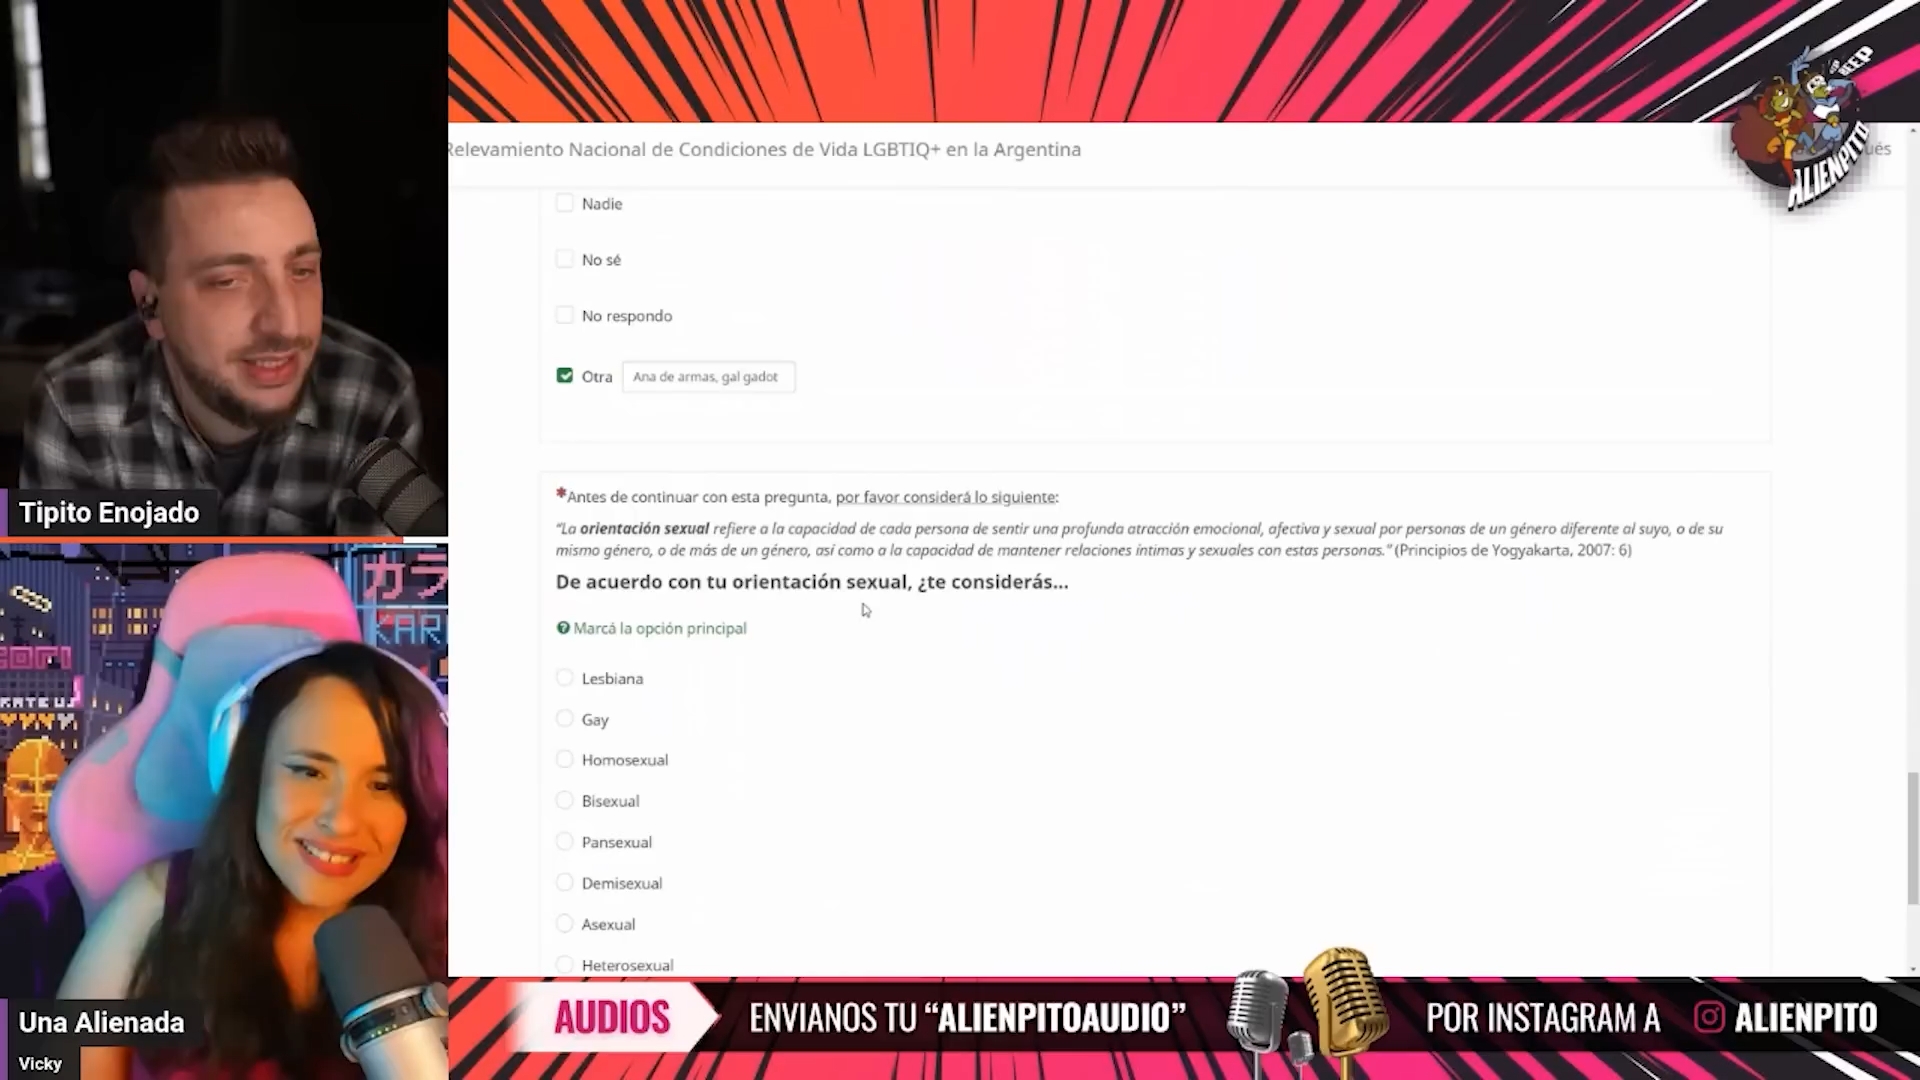 Relevamiento Nacional de Condiciones de Vida LGBTIQ+ en la Argentina
BEEP
ALIENPITO
Nadie
No sé
No respondo
Otra
Ana de armas, gal gadot
*Antes de continuar con esta pregunta, por favor considerá lo siguiente:
“La orientación sexual refiere a la capacidad de cada persona de sentir una profunda atracción emocional, afectiva y sexual por personas de un género diferente al suyo, o de su
mismo género, o de más de un género, así como a la capacidad de mantener relaciones íntimas y sexuales con estas personas.” (Principios de Yogyakarta, 2007: 6)
De acuerdo con tu orientación sexual, ¿te considerás...
Marcá la opción principal
Lesbiana
Gay
Homosexual
Bisexual
Pansexual
Demisexual
Asexual
Heterosexual
Tipito Enojado
Una Alienada
Vicky
AUDIOS
ENVIANOS TU “ALIENPITOAUDIO”
POR INSTAGRAM A
ALIENPITO